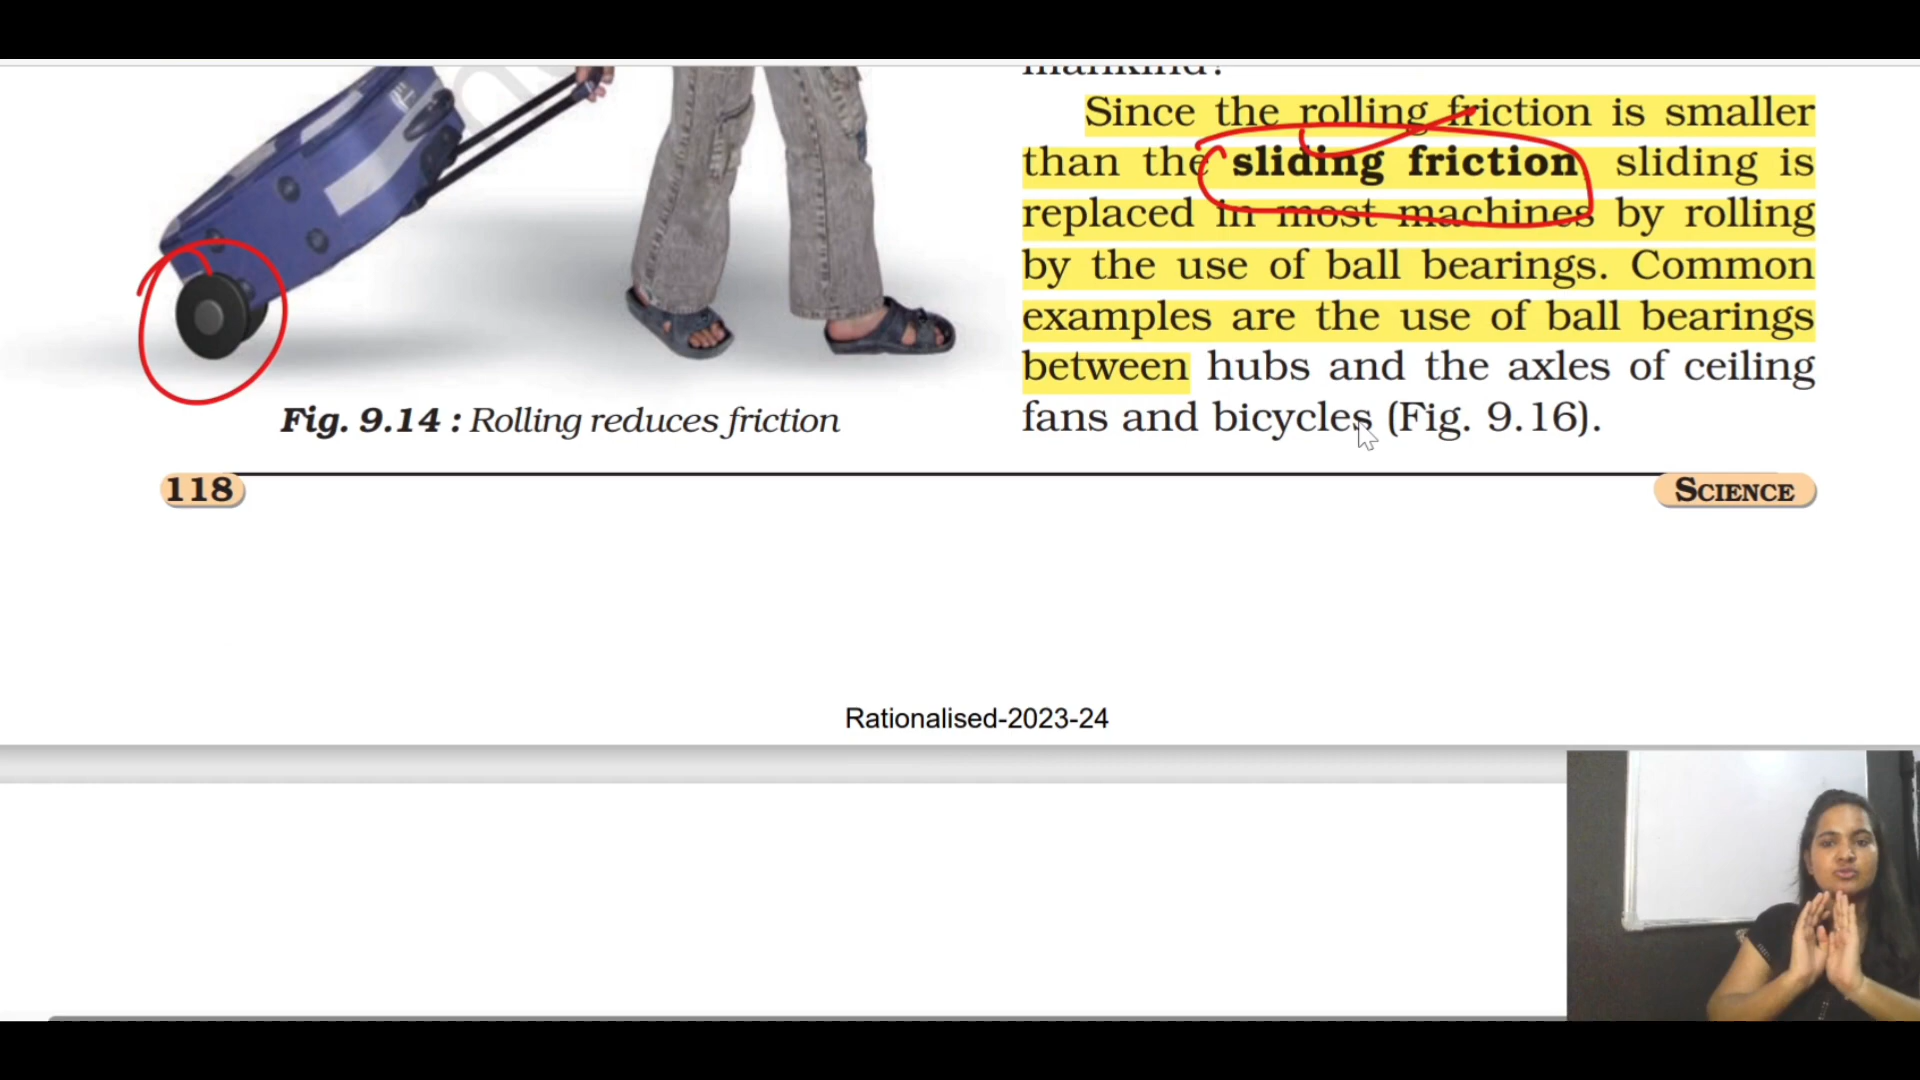 mankind?
Since the rolling friction is smaller
than the sliding friction, sliding is
replaced in most machines by rolling
by the use of ball bearings. Common
examples are the use of ball bearings
between hubs and the axles of ceiling
fans and bicycles (Fig. 9.16).
Fig. 9.14 : Rolling reduces friction
118
SCIENCE
Rationalised-2023-24